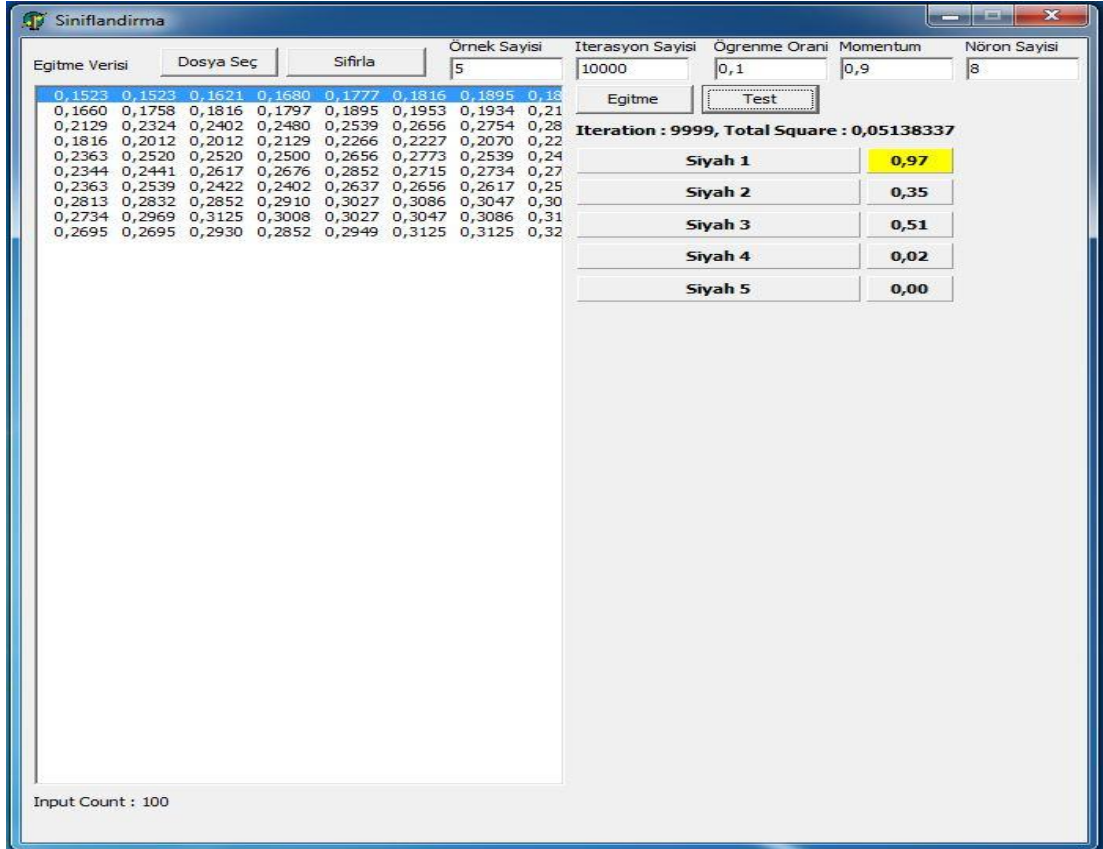 Siniflandirma
Örnek Sayisi Iterasyon Sayisi Ögrenme Orani Momentum Nöron Sayisi
Egitme Verisi Dosya Seç Sifirla 5 10000 0,1 0,9 8
Egitme Test
0,1523 0,1523 0,1621 0,1680 0,1777 0,1816 0,1895 0,18
0,1660 0,1758 0,1816 0,1797 0,1895 0,1953 0,1934 0,21
0,2129 0,2324 0,2402 0,2480 0,2539 0,2656 0,2754 0,28
0,1816 0,2012 0,2012 0,2129 0,2266 0,2227 0,2070 0,22
0,2363 0,2520 0,2520 0,2500 0,2656 0,2773 0,2539 0,24
0,2344 0,2441 0,2617 0,2676 0,2852 0,2715 0,2734 0,27
0,2363 0,2539 0,2422 0,2402 0,2637 0,2656 0,2617 0,25
0,2813 0,2832 0,2852 0,2910 0,3027 0,3086 0,3047 0,30
0,2734 0,2969 0,3125 0,3008 0,3027 0,3047 0,3086 0,31
0,2695 0,2695 0,2930 0,2852 0,2949 0,3125 0,3125 0,32
Iteration : 9999, Total Square : 0,05138337
Siyah 1 0,97
Siyah 2 0,35
Siyah 3 0,51
Siyah 4 0,02
Siyah 5 0,00
Input Count : 100